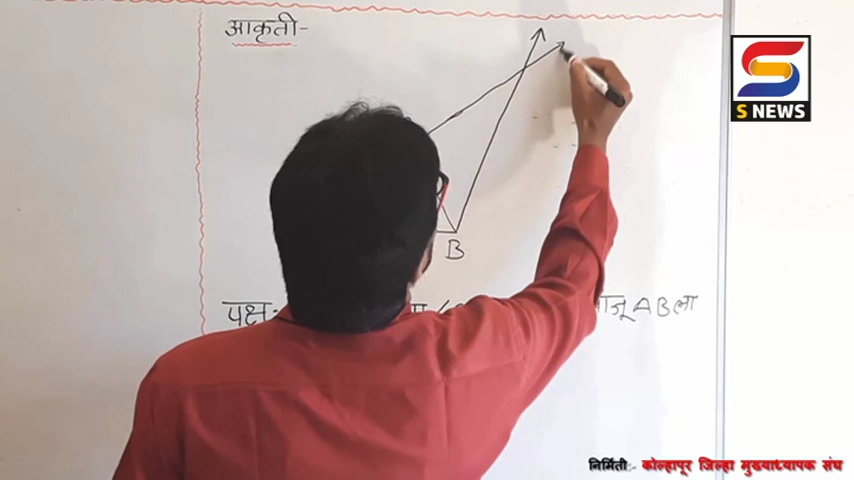 आकृती-
S NEWS
B
पक्ष: बाजू AB ला
निर्मिती:- कोल्हापूर जिल्हा मुख्याध्यापक संघ